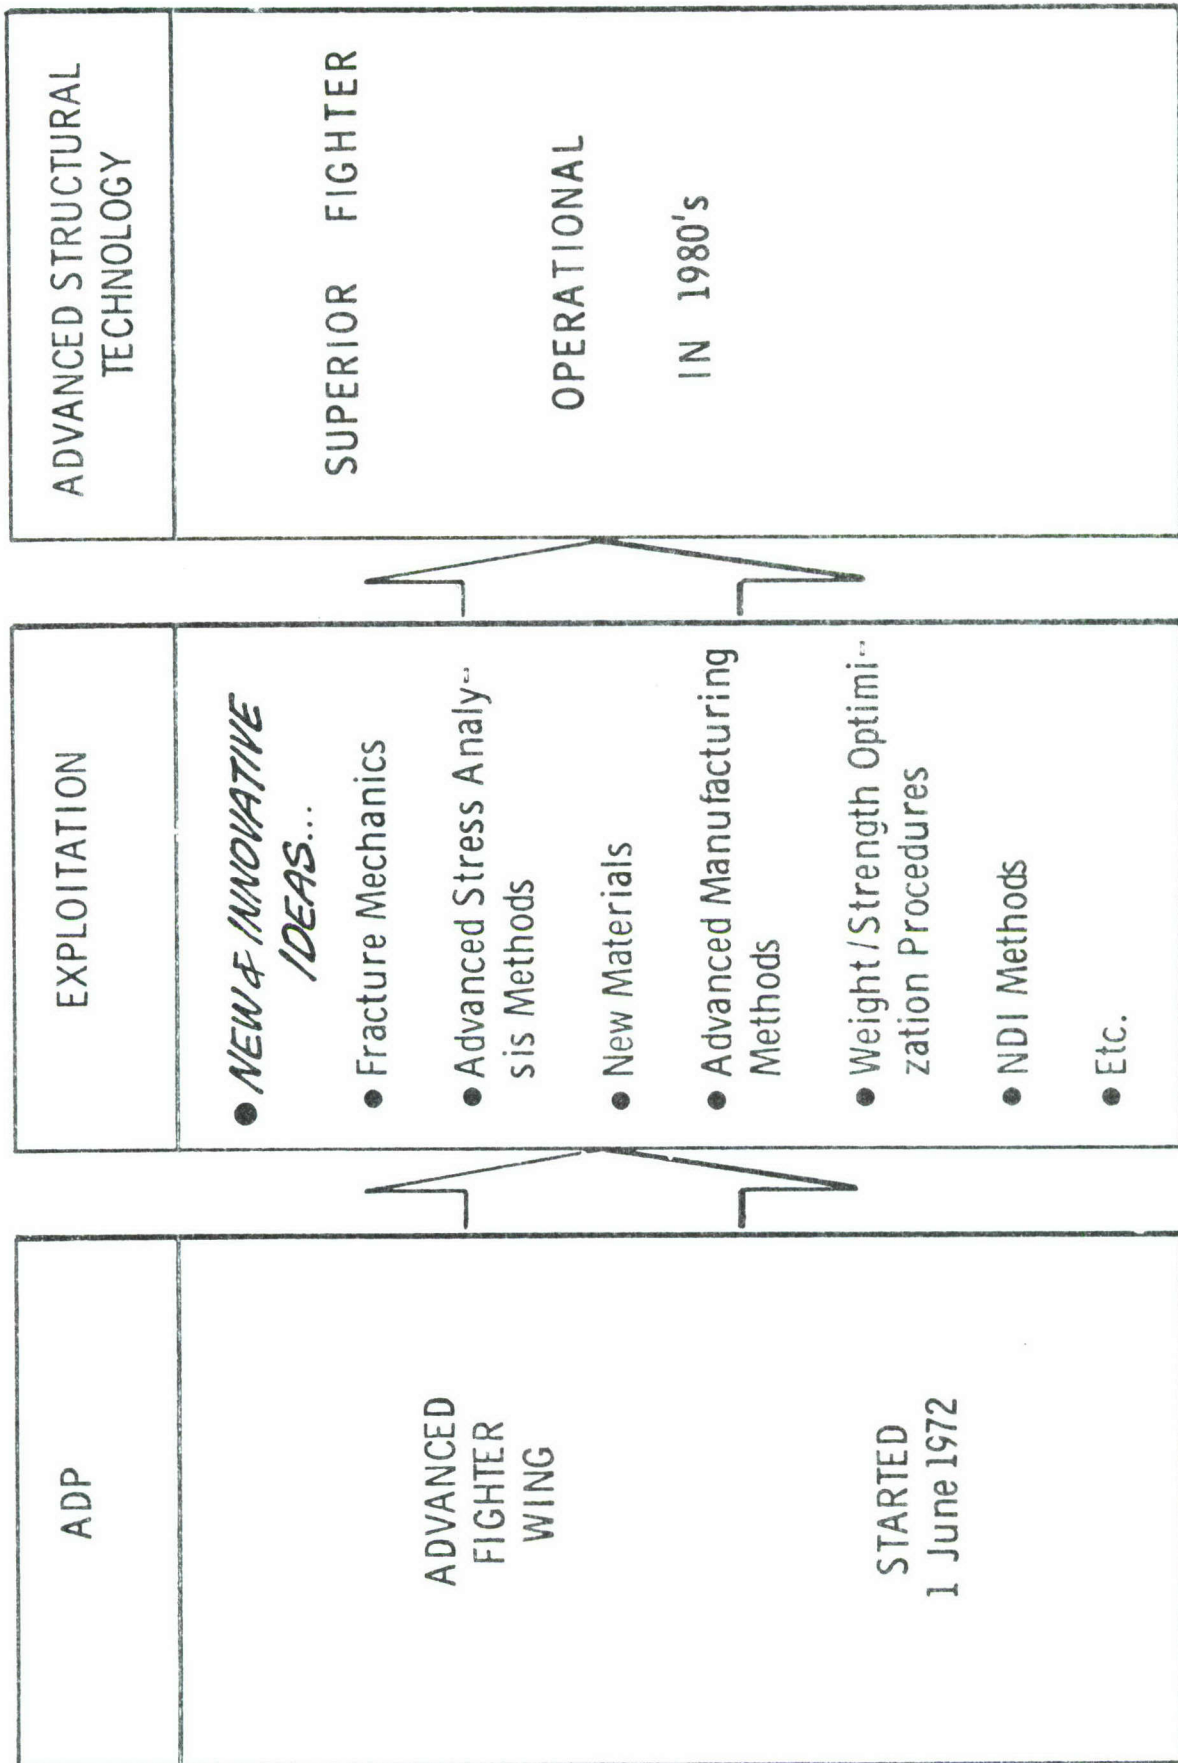 ADP
ADVANCED
FIGHTER
WING
STARTED
1 June 1972
EXPLOITATION
● NEW & INNOVATIVE
IDEAS...
● Fracture Mechanics
● Advanced Stress Analy-
sis Methods
● New Materials
● Advanced Manufacturing
Methods
● Weight/Strength Optimi-
zation Procedures
● NDI Methods
● Etc.
ADVANCED STRUCTURAL
TECHNOLOGY
SUPERIOR FIGHTER
OPERATIONAL
IN 1980's